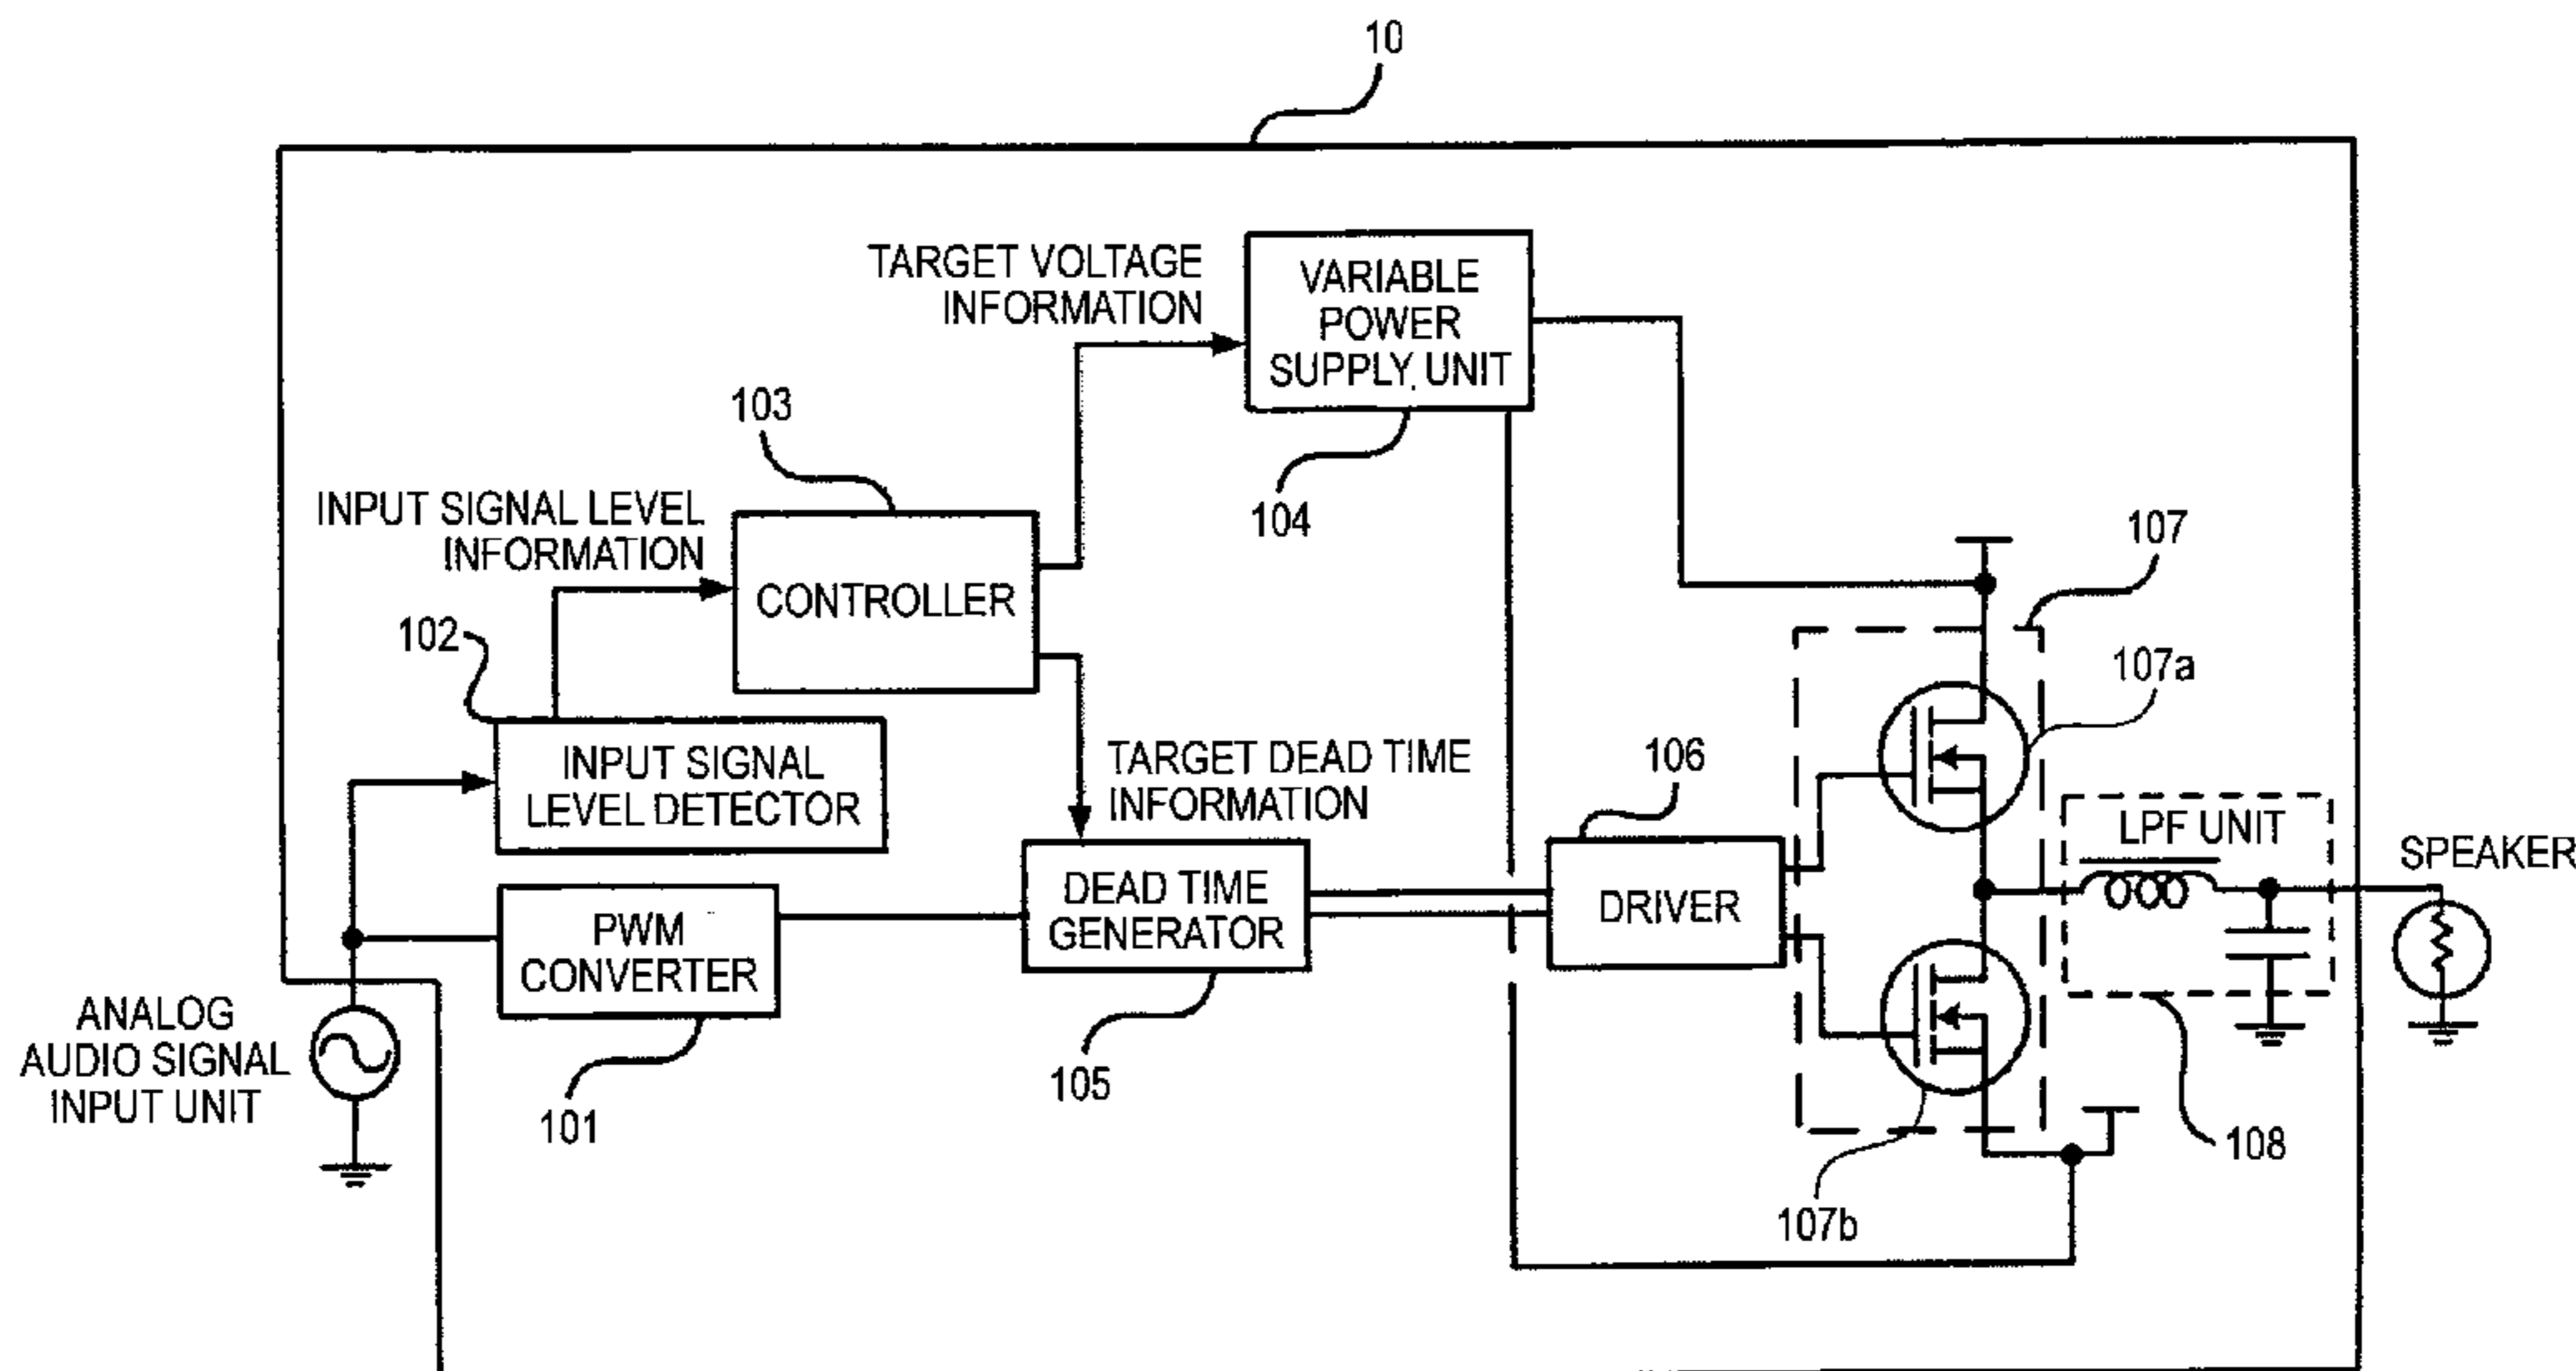 10
TARGET VOLTAGE
INFORMATION
VARIABLE
POWER
SUPPLY UNIT
104
103
INPUT SIGNAL LEVEL
INFORMATION
CONTROLLER
102
INPUT SIGNAL
LEVEL DETECTOR
TARGET DEAD TIME
INFORMATION
107
107a
106
DRIVER
LPF UNIT
SPEAKER
PWM
CONVERTER
101
DEAD TIME
GENERATOR
105
ANALOG
AUDIO SIGNAL
INPUT UNIT
107b
108